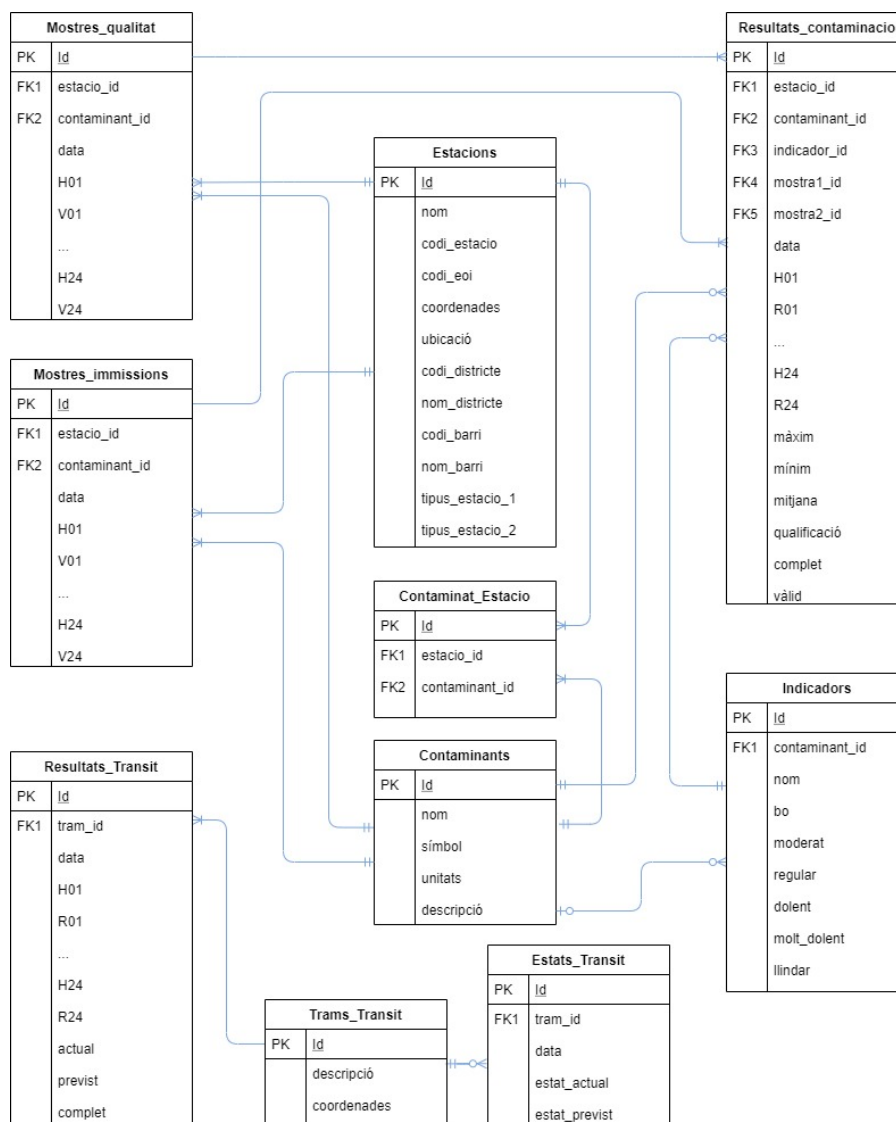 Mostres_qualitat
PK Id
FK1 estacio_id
FK2 contaminant_id
data
H01
V01
...
H24
V24
Mostres_immissions
PK Id
FK1 estacio_id
FK2 contaminant_id
data
H01
V01
...
H24
V24
Resultats_Transit
PK Id
FK1 tram_id
data
H01
R01
...
H24
R24
actual
previst
complet
Estacions
PK Id
nom
codi_estacio
codi_eoi
coordenades
ubicació
codi_districte
nom_districte
codi_barri
nom_barri
tipus_estacio_1
tipus_estacio_2
Contaminat_Estacio
PK Id
FK1 estacio_id
FK2 contaminant_id
Contaminants
PK Id
nom
símbol
unitats
descripció
Trams_Transit
PK Id
descripció
coordenades
Estats_Transit
PK Id
FK1 tram_id
data
estat_actual
estat_previst
Resultats_contaminacio
PK Id
FK1 estacio_id
FK2 contaminant_id
FK3 indicador_id
FK4 mostra1_id
FK5 mostra2_id
data
H01
R01
...
H24
R24
màxim
mínim
mitjana
qualificació
complet
vàlid
Indicadors
PK Id
FK1 contaminant_id
nom
bo
moderat
regular
dolent
molt_dolent
llindar